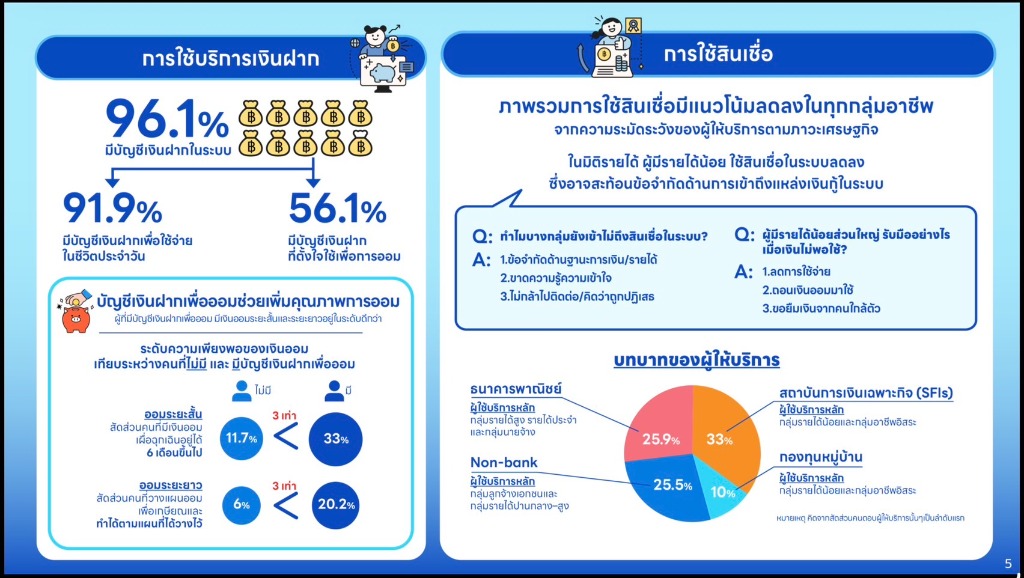 การใช้บริการเงินฝาก
96.1%
มีบัญชีเงินฝากในระบบ
91.9%
มีบัญชีเงินฝากเพื่อใช้จ่าย
ในชีวิตประจำวัน
56.1%
มีบัญชีเงินฝาก
ที่ตั้งใจใช้เพื่อการออม
บัญชีเงินฝากเพื่อออมช่วยเพิ่มคุณภาพการออม
ผู้ที่มีบัญชีเงินฝากเพื่อออม มีเงินออมระยะสั้นและระยะยาวอยู่ในระดับดีกว่า
ระดับความเพียงพอของเงินออม
เทียบระหว่างคนที่ไม่มี และ มีบัญชีเงินฝากเพื่อออม
ไม่มี
มี
ออมระยะสั้น
สัดส่วนคนที่มีเงินออม
เผื่อฉุกเฉินอยู่ได้
6 เดือนขึ้นไป
11.7%
3 เท่า
<
33%
ออมระยะยาว
สัดส่วนคนที่วางแผนออม
เพื่อเกษียณและ
ทำได้ตามแผนที่ได้วางไว้
6%
3 เท่า
<
20.2%
การใช้สินเชื่อ
ภาพรวมการใช้สินเชื่อมีแนวโน้มลดลงในทุกกลุ่มอาชีพ
จากความระมัดระวังของผู้ให้บริการตามภาวะเศรษฐกิจ
ในมิติรายได้ ผู้มีรายได้น้อย ใช้สินเชื่อในระบบลดลง
ซึ่งอาจสะท้อนข้อจำกัดด้านการเข้าถึงแหล่งเงินกู้ในระบบ
Q: ทำไมบางกลุ่มยังเข้าไม่ถึงสินเชื่อในระบบ?
A: 1.ข้อจำกัดด้านฐานะการเงิน/รายได้
2.ขาดความรู้ความเข้าใจ
3.ไม่กล้าไปติดต่อ/คิดว่าถูกปฏิเสธ
Q: ผู้มีรายได้น้อยส่วนใหญ่ รับมืออย่างไร
เมื่อเงินไม่พอใช้?
A: 1.ลดการใช้จ่าย
2.ถอนเงินออมมาใช้
3.ขอยืมเงินจากคนใกล้ตัว
บทบาทของผู้ให้บริการ
ธนาคารพาณิชย์
ผู้ใช้บริการหลัก
กลุ่มรายได้สูง รายได้ประจำ
และกลุ่มนายจ้าง
25.9%
33%
สถาบันการเงินเฉพาะกิจ (SFIs)
ผู้ใช้บริการหลัก
กลุ่มรายได้น้อยและกลุ่มอาชีพอิสระ
Non-bank
ผู้ใช้บริการหลัก
กลุ่มลูกจ้างเอกชนและ
กลุ่มรายได้ปานกลาง–สูง
25.5%
10%
กองทุนหมู่บ้าน
ผู้ใช้บริการหลัก
กลุ่มรายได้น้อยและกลุ่มอาชีพอิสระ
หมายเหตุ คิดจากสัดส่วนคนตอบผู้ให้บริการนั้นๆเป็นลำดับแรก
5